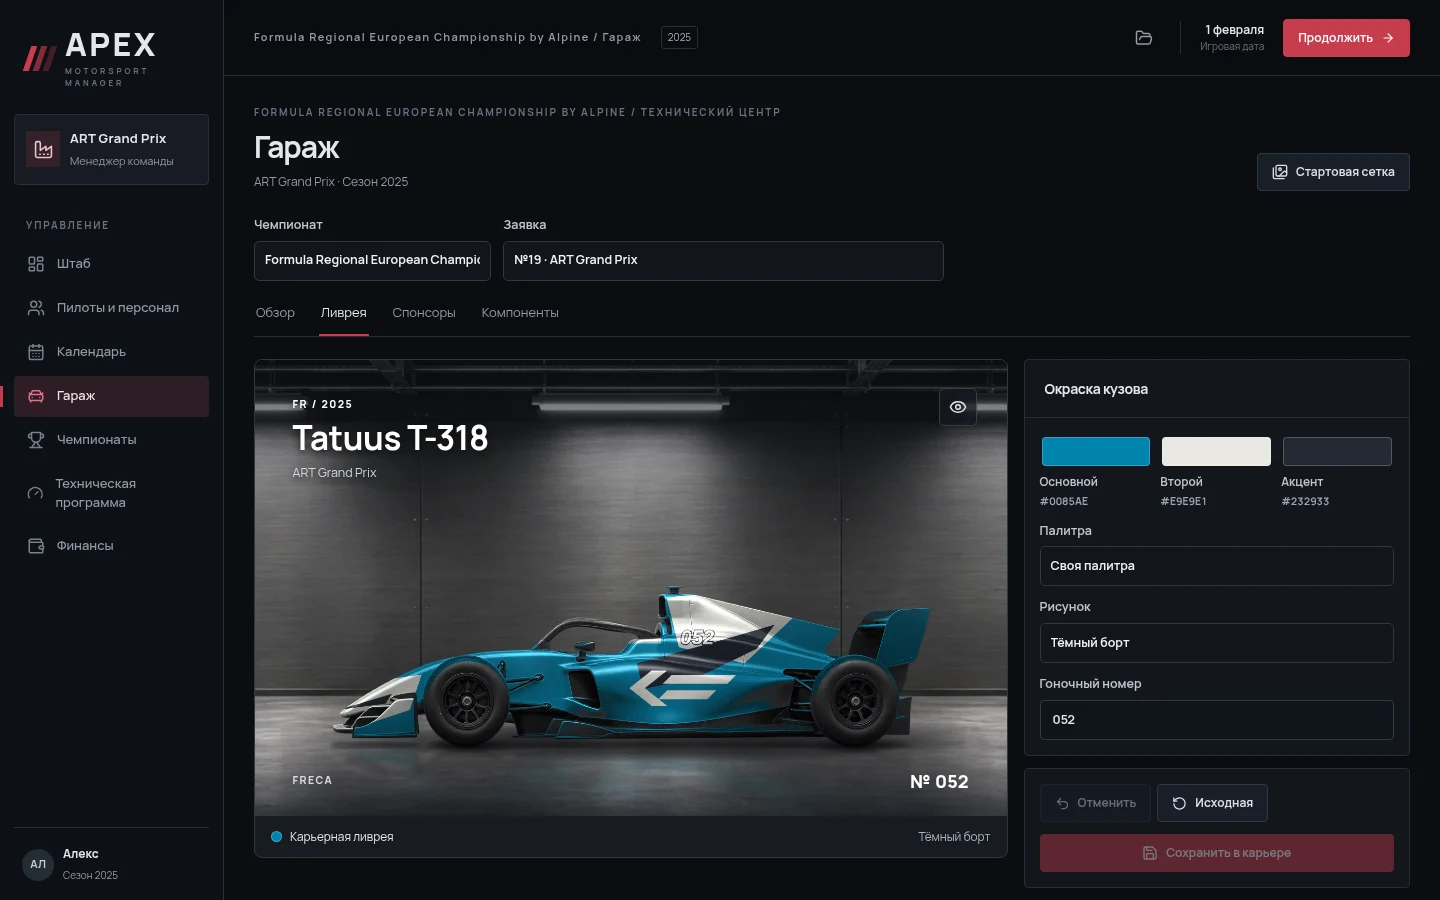 APEX
MOTORSPORT
MANAGER
ART Grand Prix
Менеджер команды
УПРАВЛЕНИЕ
Штаб
Пилоты и персонал
Календарь
Гараж
Чемпионаты
Техническая
программа
Финансы
АЛ
Алекс
Сезон 2025
Formula Regional European Championship by Alpine / Гараж
2025
1 февраля
Игровая дата
Продолжить
FORMULA REGIONAL EUROPEAN CHAMPIONSHIP BY ALPINE / ТЕХНИЧЕСКИЙ ЦЕНТР
Гараж
ART Grand Prix · Сезон 2025
Стартовая сетка
Чемпионат
Заявка
Formula Regional European Champic
№19 · ART Grand Prix
Обзор
Ливрея
Спонсоры
Компоненты
FR / 2025
Tatuus T-318
ART Grand Prix
052
FRECA
№ 052
Карьерная ливрея
Тёмный борт
Окраска кузова
Основной
#0085AE
Второй
#E9E9E1
Акцент
#232933
Палитра
Своя палитра
Рисунок
Тёмный борт
Гоночный номер
052
Отменить
Исходная
Сохранить в карьере